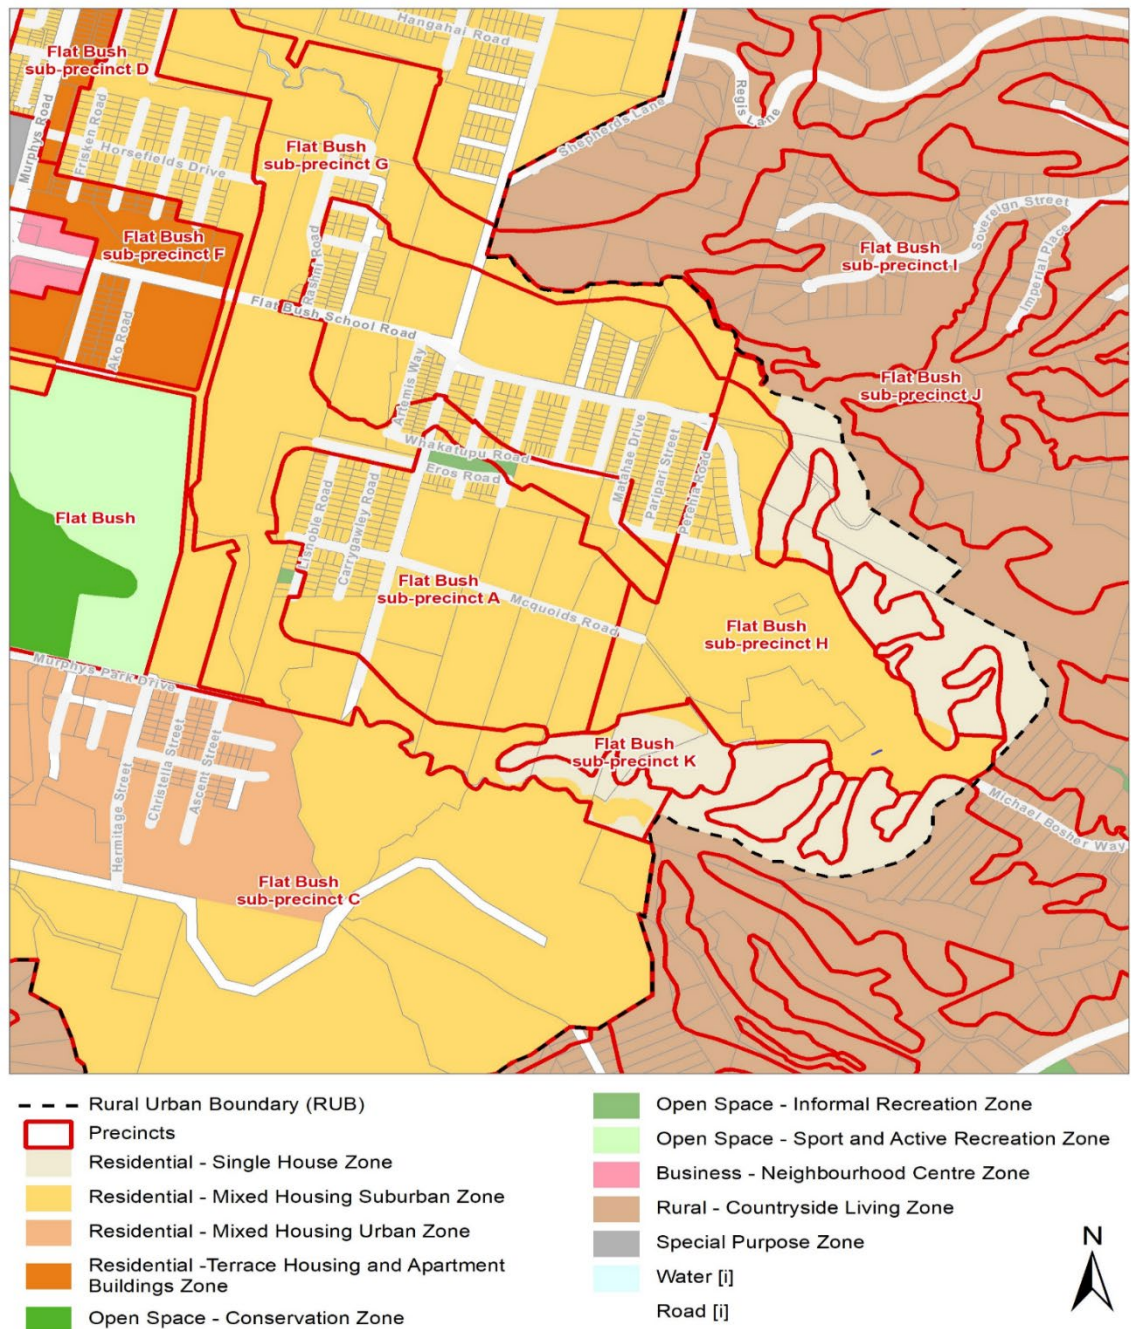 Hangahai Road
Flat Bush
sub-precinct D
Regis Lane
Shepherds Lane
Murphys Road
Frisken Road
Horsefields Drive
Flat Bush
sub-precinct G
Sovereign Street
Flat Bush
sub-precinct F
Flat Bush
sub-precinct I
Imperial Place
Rashni Road
Flat Bush School Road
Ako Road
Artemis Way
Flat Bush
sub-precinct J
Whakatupu Road
Eros Road
Matahae Drive
Paripari Street
Perehia Road
Flat Bush
Lisnoble Road
Carrygawley Road
Flat Bush
sub-precinct A
Mcquoids Road
Flat Bush
sub-precinct H
Murphys Park Drive
Hermitage Street
Christella Street
Ascent Street
Flat Bush
sub-precinct K
Michael Bosher Way
Flat Bush
sub-precinct C
Rural Urban Boundary (RUB)
Precincts
Residential - Single House Zone
Residential - Mixed Housing Suburban Zone
Residential - Mixed Housing Urban Zone
Residential -Terrace Housing and Apartment
Buildings Zone
Open Space - Conservation Zone
Open Space - Informal Recreation Zone
Open Space - Sport and Active Recreation Zone
Business - Neighbourhood Centre Zone
Rural - Countryside Living Zone
Special Purpose Zone
Water [i]
Road [i]
N